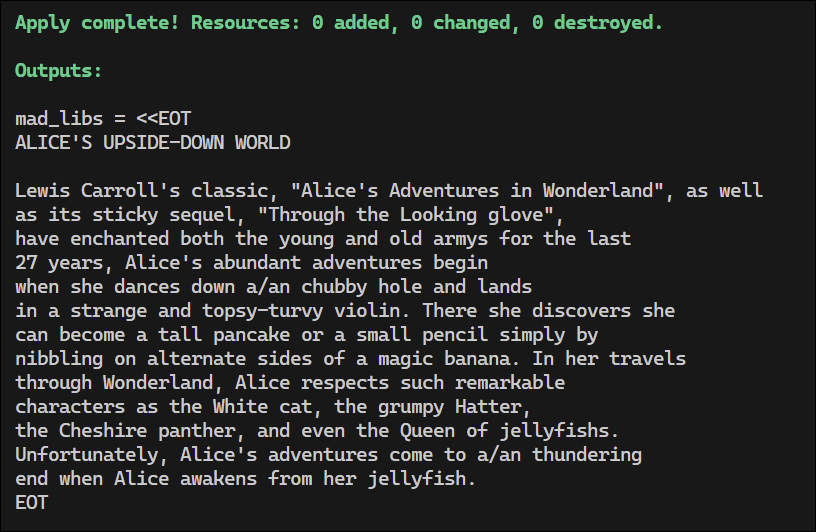 Apply complete! Resources: 0 added, 0 changed, 0 destroyed.
Outputs:
mad_libs = <<EOT
ALICE'S UPSIDE-DOWN WORLD
Lewis Carroll's classic, "Alice's Adventures in Wonderland", as well
as its sticky sequel, "Through the Looking glove",
have enchanted both the young and old armys for the last
27 years, Alice's abundant adventures begin
when she dances down a/an chubby hole and lands
in a strange and topsy-turvy violin. There she discovers she
can become a tall pancake or a small pencil simply by
nibbling on alternate sides of a magic banana. In her travels
through Wonderland, Alice respects such remarkable
characters as the White cat, the grumpy Hatter,
the Cheshire panther, and even the Queen of jellyfishs.
Unfortunately, Alice's adventures come to a/an thundering
end when Alice awakens from her jellyfish.
EOT